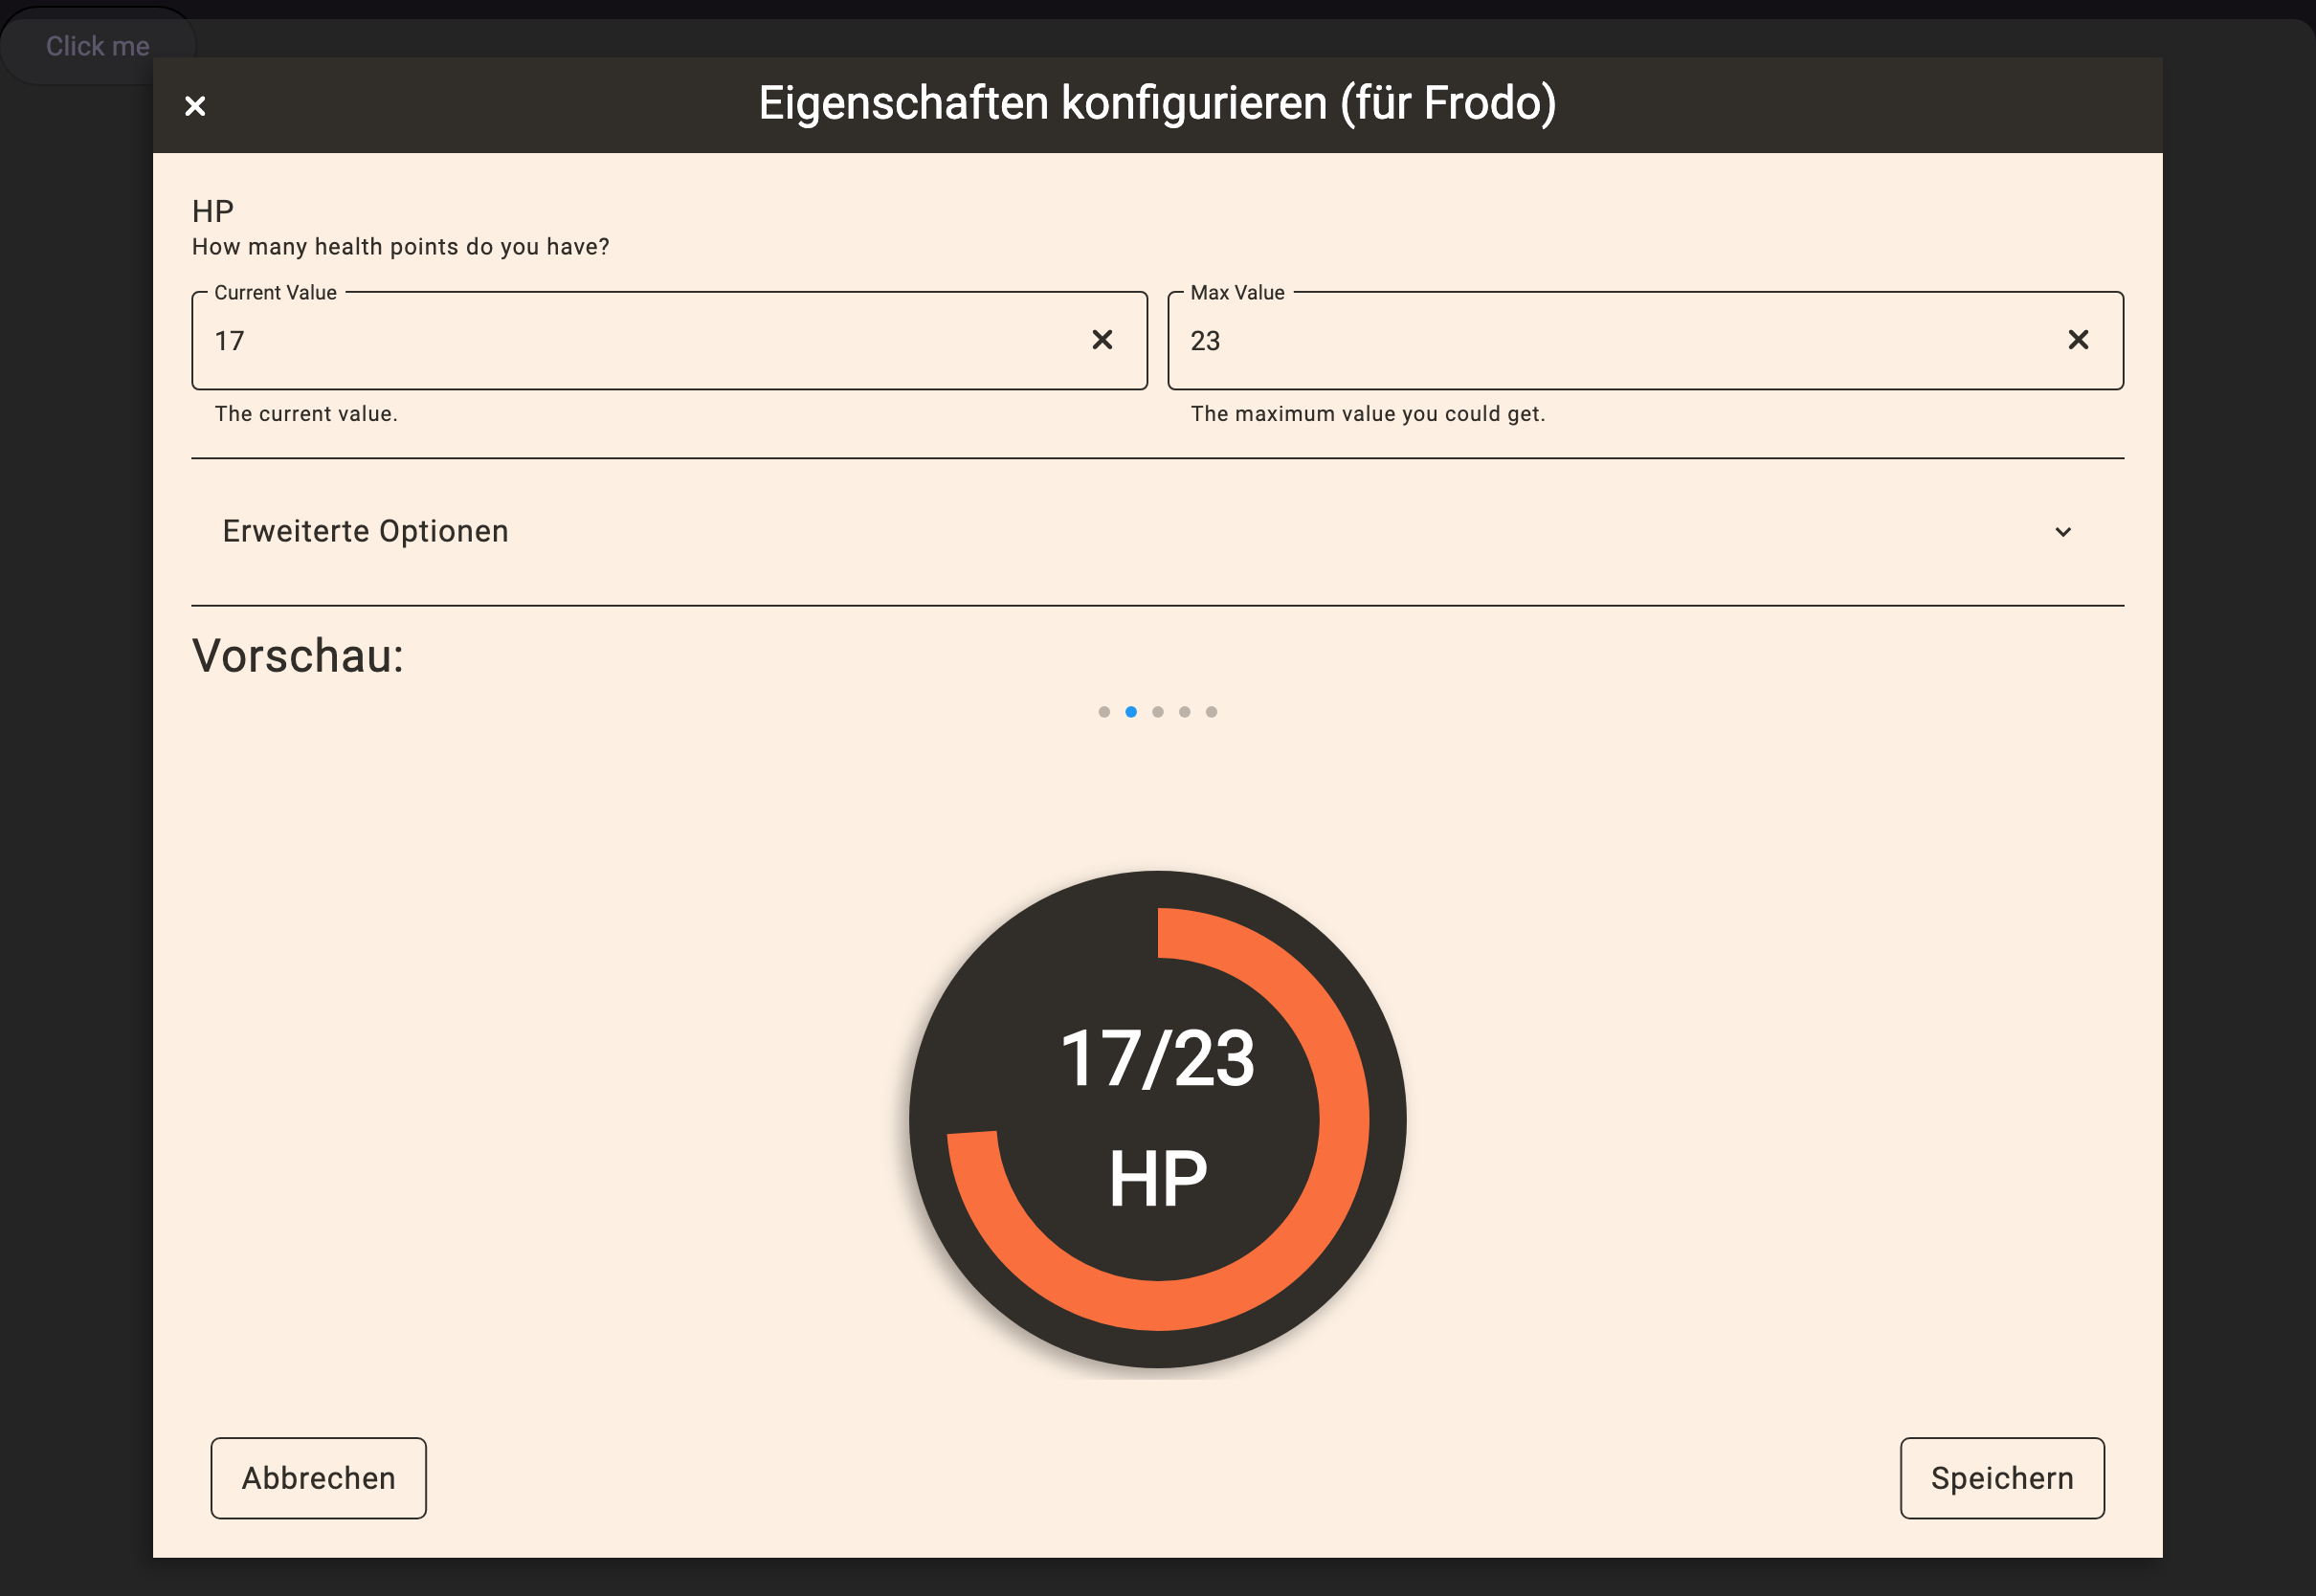 Click me
Eigenschaften konfigurieren (für Frodo)
HP
How many health points do you have?
Current Value
Max Value
17
23
The current value.
The maximum value you could get.
Erweiterte Optionen
Vorschau:
17/23
HP
Abbrechen
Speichern